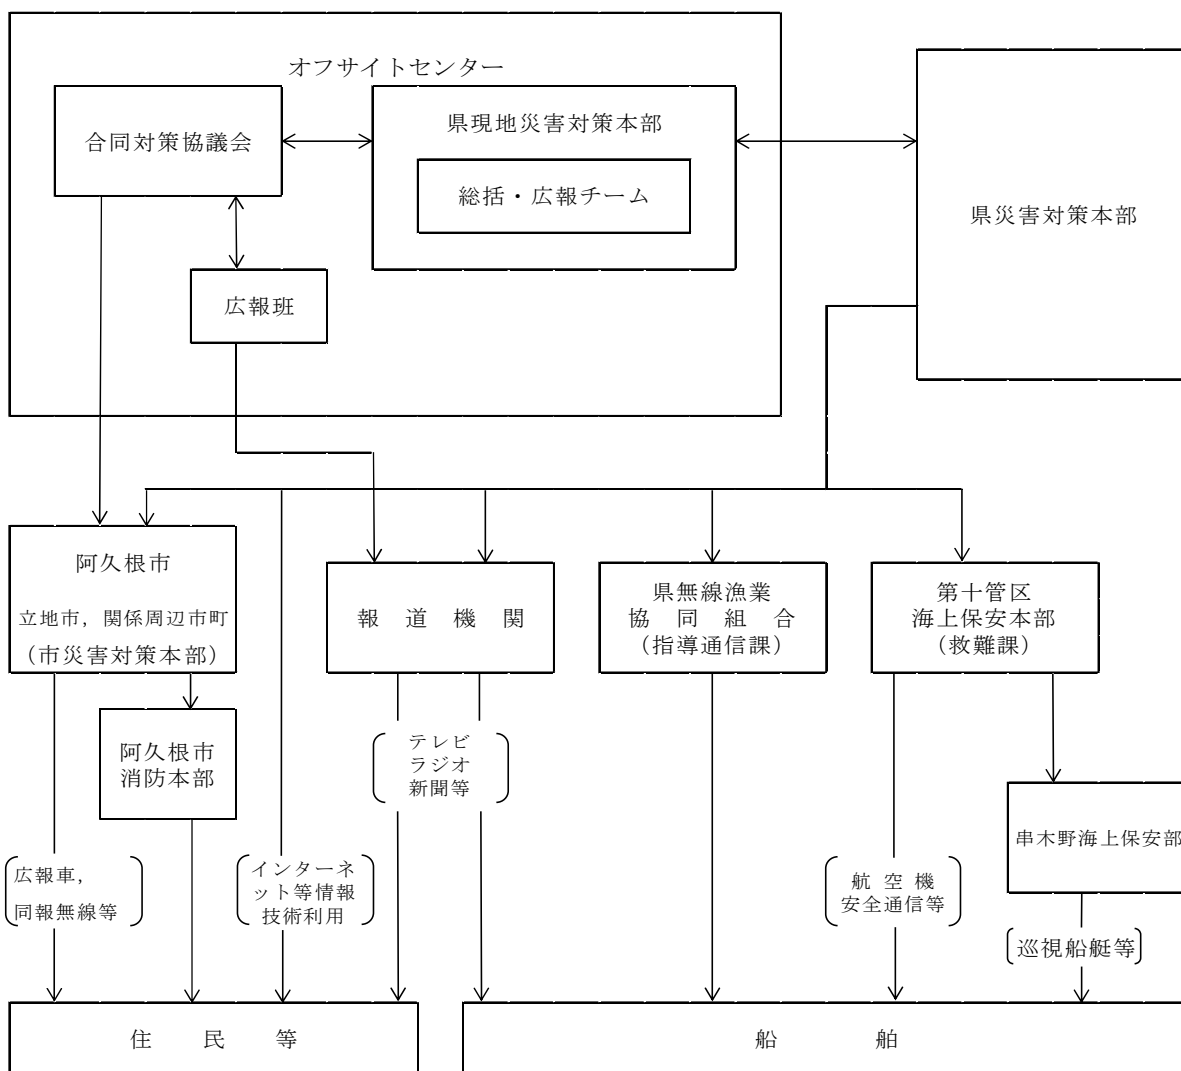 オフサイトセンター
合同対策協議会
県現地災害対策本部
総括・広報チーム
県災害対策本部
広報班
阿久根市
立地市，関係周辺市町
（市災害対策本部）
報道機関
県無線漁業
協同組合
（指導通信課）
第十管区
海上保安本部
（救難課）
阿久根市
消防本部
テレビ
ラジオ
新聞等
串木野海上保安部
広報車，
同報無線等
インターネ
ット等情報
技術利用
航空機
安全通信等
巡視船艇等
住民等
船舶